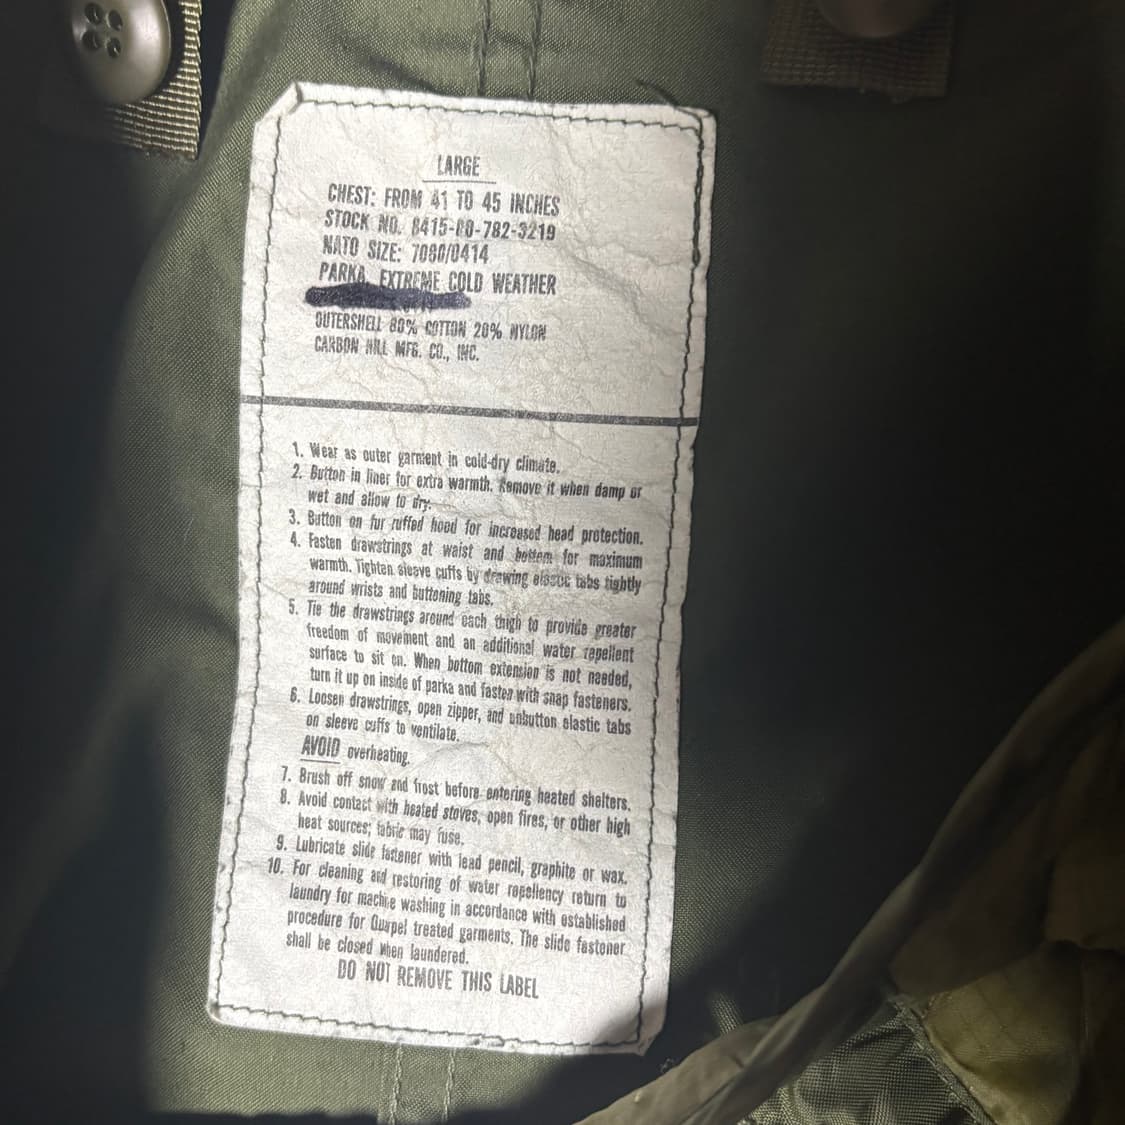 LARGE
CHEST: FROM 41 TO 45 INCHES
STOCK NO. 8415-00-782-3219
NATO SIZE: 7080/0414
PARKA, EXTREME COLD WEATHER
OUTERSHELL 80% COTTON 20% NYLON
CARBON HILL MFG. CO., INC.
1. Wear as outer garment in cold-dry climate.
2. Button in liner for extra warmth. Remove it when damp or
wet and allow to dry.
3. Button on fur ruffed hood for increased head protection.
4. Fasten drawstrings at waist and bottom for maximum
warmth. Tighten sleeve cuffs by drawing elastic tabs tightly
around wrists and buttoning tabs.
5. Tie the drawstrings around each thigh to provide greater
freedom of movement and an additional water repellent
surface to sit on. When bottom extension is not needed,
turn it up on inside of parka and fasten with snap fasteners.
6. Loosen drawstrings, open zipper, and unbutton elastic tabs
on sleeve cuffs to ventilate.
AVOID overheating.
7. Brush off snow and frost before entering heated shelters.
8. Avoid contact with heated stoves, open fires, or other high
heat sources; fabric may fuse.
9. Lubricate slide fastener with lead pencil, graphite or wax.
10. For cleaning and restoring of water repellency return to
laundry for machine washing in accordance with established
procedure for Quarpel treated garments. The slide fastener
shall be closed when laundered.
DO NOT REMOVE THIS LABEL